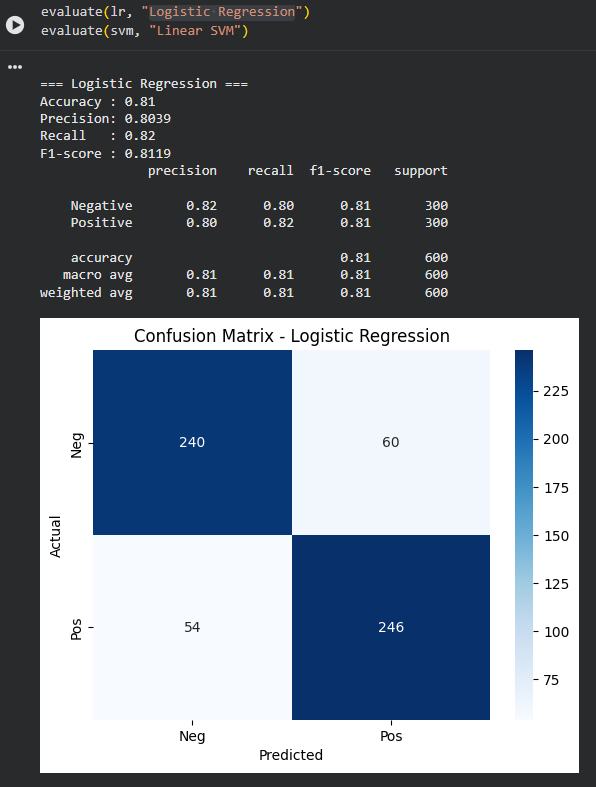 evaluate(lr, "Logistic Regression")
evaluate(svm, "Linear SVM")
=== Logistic Regression ===
Accuracy : 0.81
Precision: 0.8039
Recall   : 0.82
F1-score : 0.8119
              precision    recall  f1-score   support
    Negative       0.82      0.80      0.81       300
    Positive       0.80      0.82      0.81       300
    accuracy                           0.81       600
   macro avg       0.81      0.81      0.81       600
weighted avg       0.81      0.81      0.81       600
Confusion Matrix - Logistic Regression
225
Neg 240 60
200
175
Actual
150
125
Pos 54 246
100
75
Neg Pos
Predicted